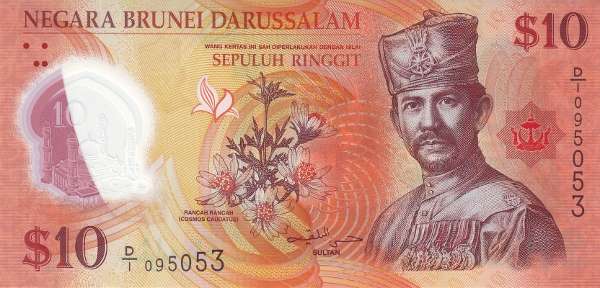 NEGARA BRUNEI DARUSSALAM
$10
WANG KERTAS INI SAH DIPERLAKUKAN DENGAN NILAI
SEPULUH RINGGIT
D/1 095053
10
RANCAH RANCAH
(COSMOS CAUDATUS)
SULTAN
$10
D/1 095053